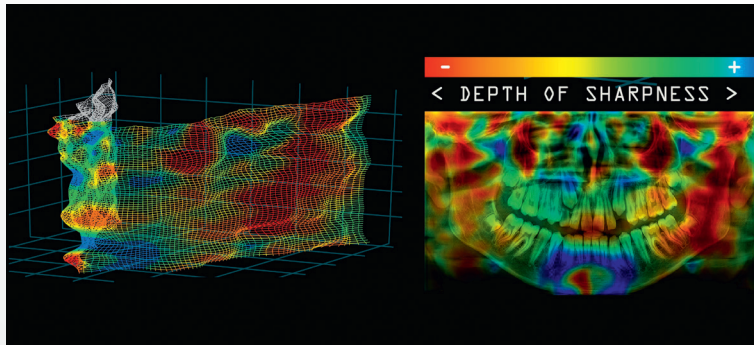 - +
< DEPTH OF SHARPNESS >